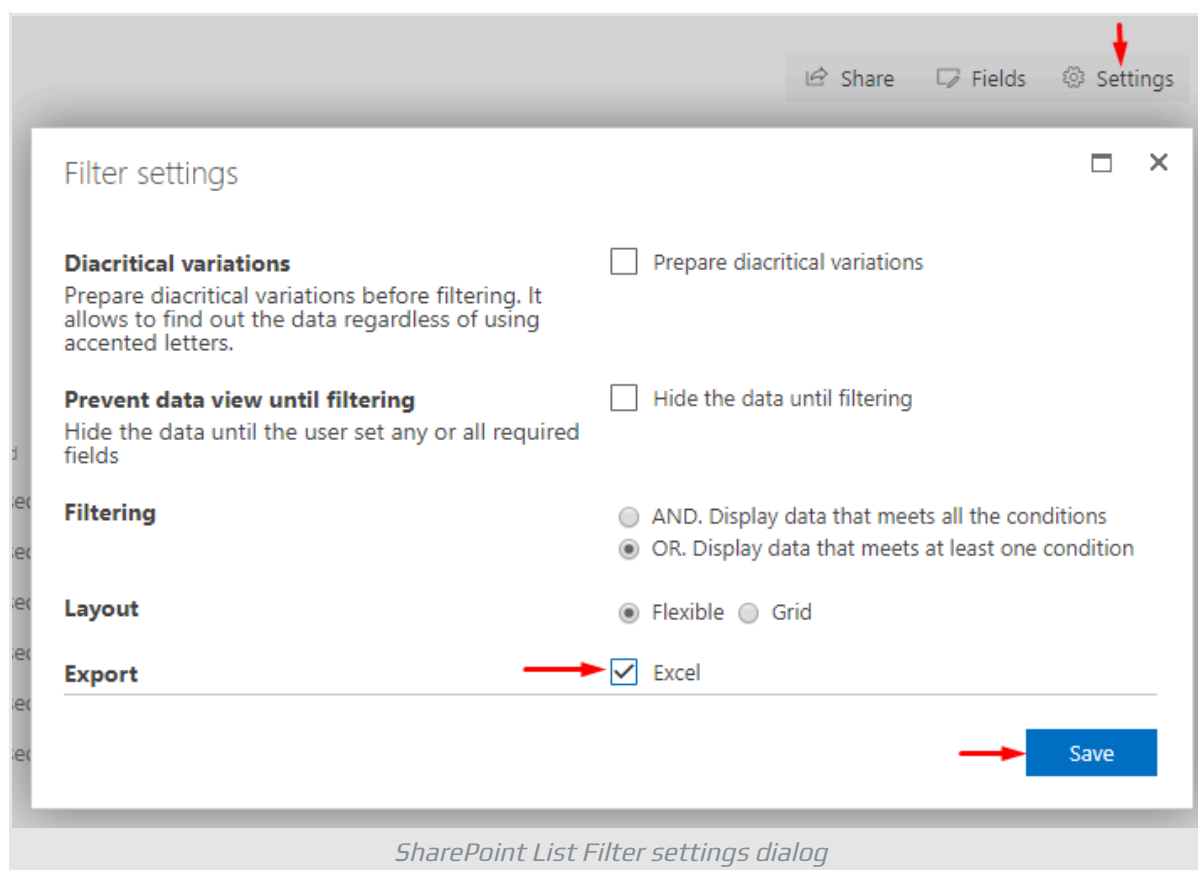 Share Fields Settings
Filter settings
Diacritical variations
Prepare diacritical variations
Prepare diacritical variations before filtering. It
allows to find out the data regardless of using
accented letters.
Prevent data view until filtering
Hide the data until filtering
Hide the data until the user set any or all required
fields
Filtering
AND. Display data that meets all the conditions
OR. Display data that meets at least one condition
Layout
Flexible Grid
Export
Excel
Save
SharePoint List Filter settings dialog